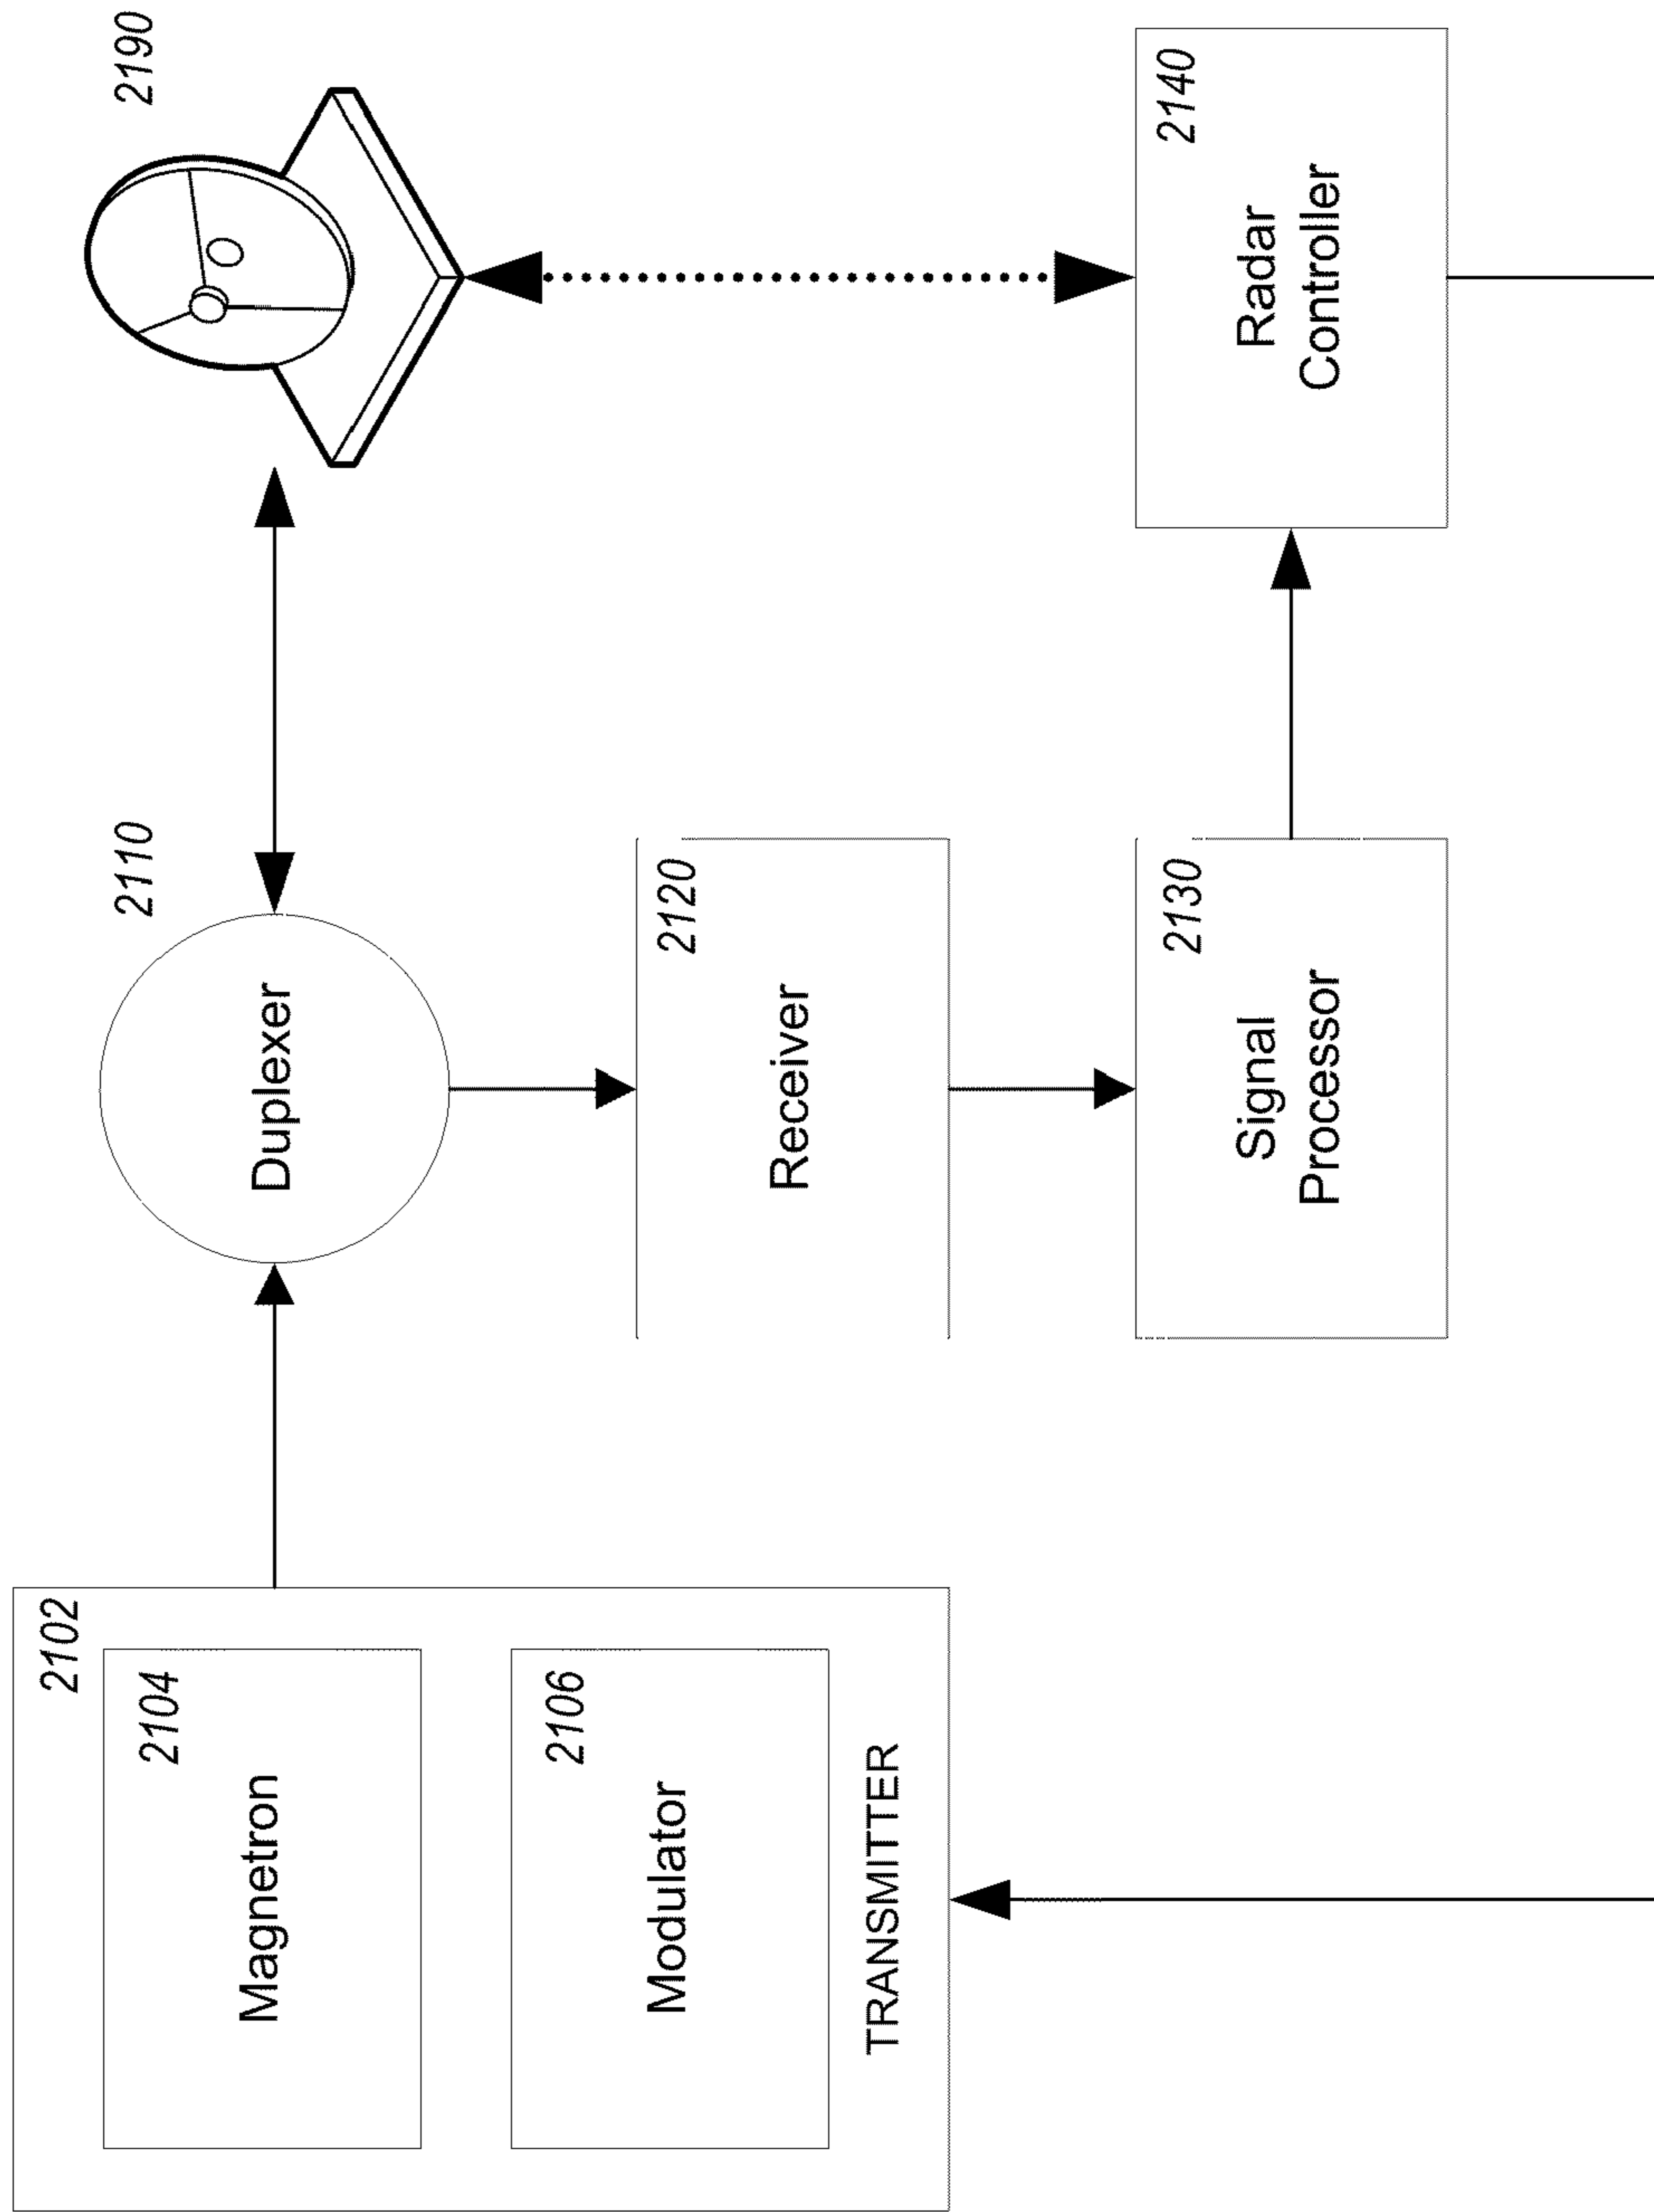 2102
2104
Magnetron
2106
Modulator
TRANSMITTER
2110
Duplexer
2120
Receiver
2130
Signal
Processor
2190
2140
Radar
Controller